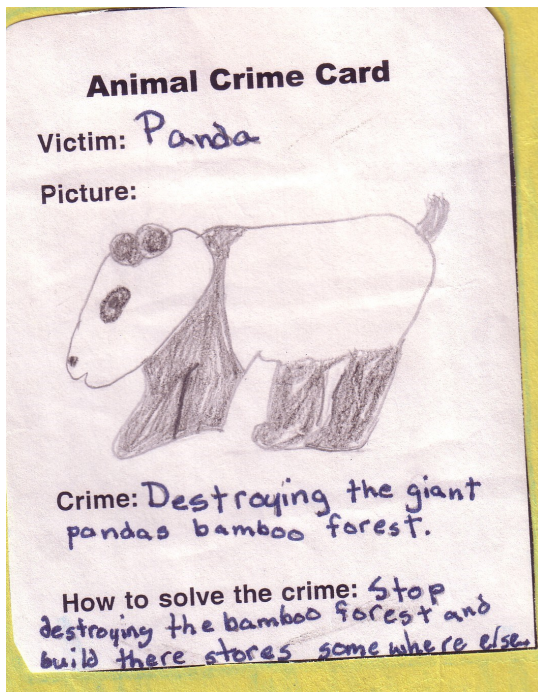 Animal Crime Card
Victim: Panda
Picture:
Crime: Destroying the giant
pandas bamboo forest.
How to solve the crime: Stop
destroying the bamboo forest and
build there stores some where else.